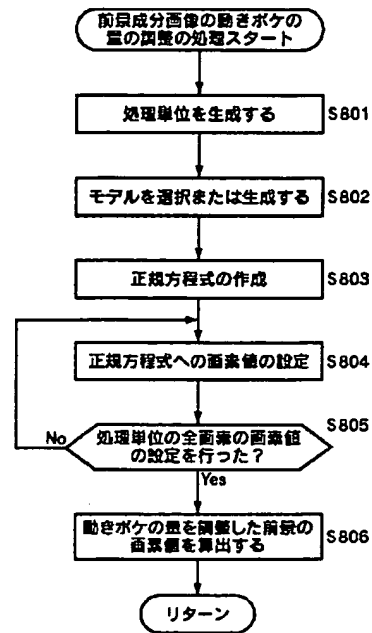 前景成分画像の動きボケの
量の調整の処理スタート
処理単位を生成する
S801
モデルを選択または生成する
S802
正規方程式の作成
S803
正規方程式への画素値の設定
S804
処理単位の全画素の画素値
の設定を行った？
S805
No
Yes
動きボケの量を調整した前景の
画素値を算出する
S806
リターン